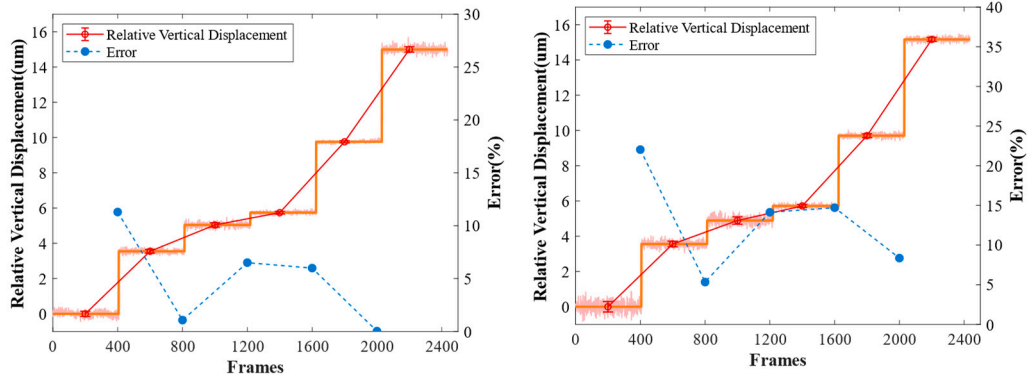 Relative Vertical Displacement(um)
16
14
12
10
8
6
4
2
0
Relative Vertical Displacement
Error
30
25
20
15
10
5
0
Error(%)
0 400 800 1200 1600 2000 2400
Frames
Relative Vertical Displacement(um)
16
14
12
10
8
6
4
2
0
Relative Vertical Displacement
Error
40
35
30
25
20
15
10
5
0
Error(%)
0 400 800 1200 1600 2000 2400
Frames